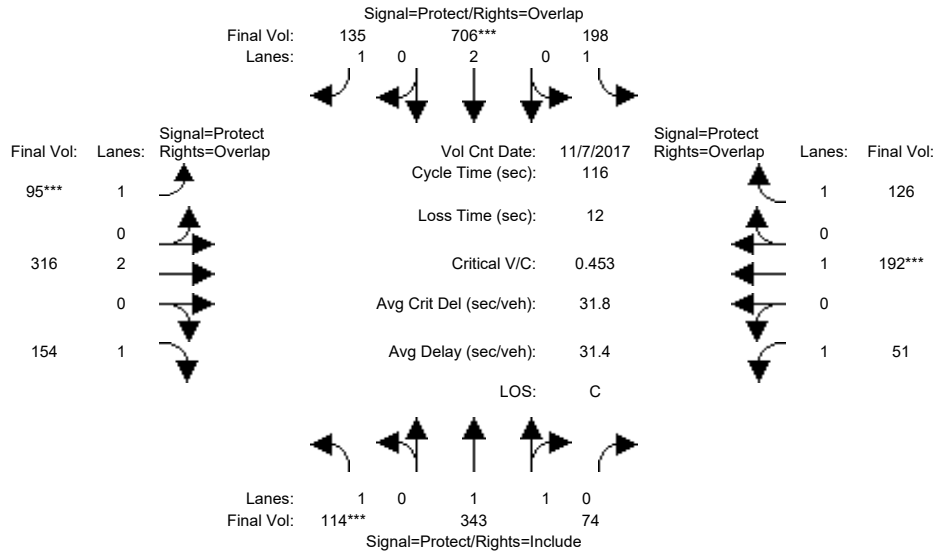 Signal=Protect/Rights=Overlap
Final Vol: 135 706*** 198
Lanes: 1 0 2 0 1
Signal=Protect Signal=Protect
Final Vol: Lanes: Rights=Overlap Vol Cnt Date: 11/7/2017 Rights=Overlap Lanes: Final Vol:
Cycle Time (sec): 116
95*** 1 1 126
Loss Time (sec): 12
0 0
316 2 Critical V/C: 0.453 1 192***
0 Avg Crit Del (sec/veh): 31.8 0
154 1 Avg Delay (sec/veh): 31.4 1 51
LOS: C
Lanes: 1 0 1 1 0
Final Vol: 114*** 343 74
Signal=Protect/Rights=Include